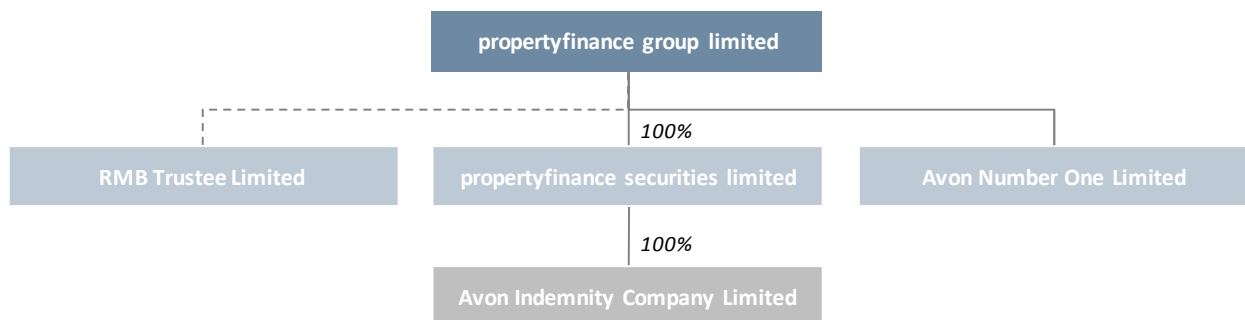 propertyfinance group limited
100%
RMB Trustee Limited
propertyfinance securities limited
Avon Number One Limited
100%
Avon Indemnity Company Limited